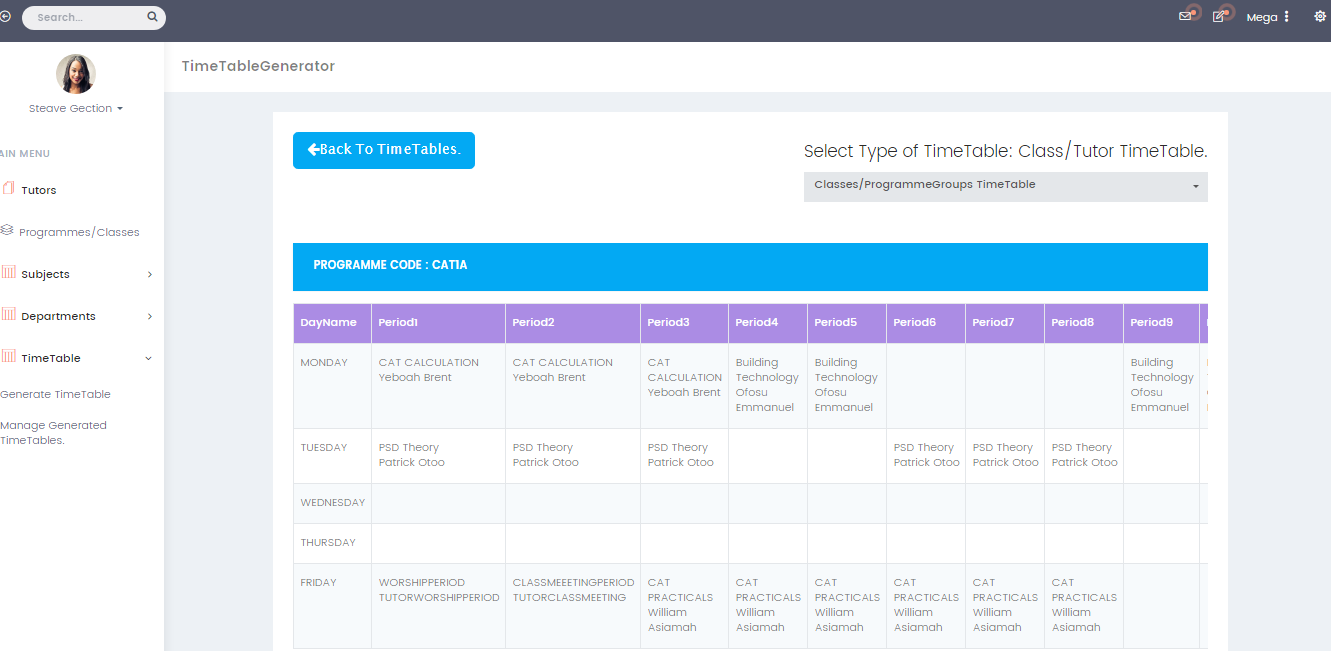 Search...
Mega
Steave Gection
TimeTableGenerator
AIN MENU
Tutors
Programmes/Classes
Subjects
Departments
TimeTable
Generate TimeTable
Manage Generated
TimeTables.
Back To TimeTables.
Select Type of TimeTable: Class/Tutor TimeTable.
Classes/ProgrammeGroups TimeTable
PROGRAMME CODE : CAT1A
DayName Period1 Period2 Period3 Period4 Period5 Period6 Period7 Period8 Period9
MONDAY CAT CALCULATION CAT CALCULATION CAT Building Building Building
Yeboah Brent Yeboah Brent CALCULATION Technology Technology Technology
Yeboah Brent Ofosu Ofosu Ofosu
Emmanuel Emmanuel Emmanuel
TUESDAY PSD Theory PSD Theory PSD Theory PSD Theory PSD Theory PSD Theory
Patrick Otoo Patrick Otoo Patrick Otoo Patrick Otoo Patrick Otoo Patrick Otoo
WEDNESDAY
THURSDAY
FRIDAY WORSHIPPERIOD CLASSMEEETINGPERIOD CAT CAT CAT CAT CAT CAT
TUTORWORSHIPPERIOD TUTORCLASSMEETING PRACTICALS PRACTICALS PRACTICALS PRACTICALS PRACTICALS PRACTICALS
William William William William William William
Asiamah Asiamah Asiamah Asiamah Asiamah Asiamah